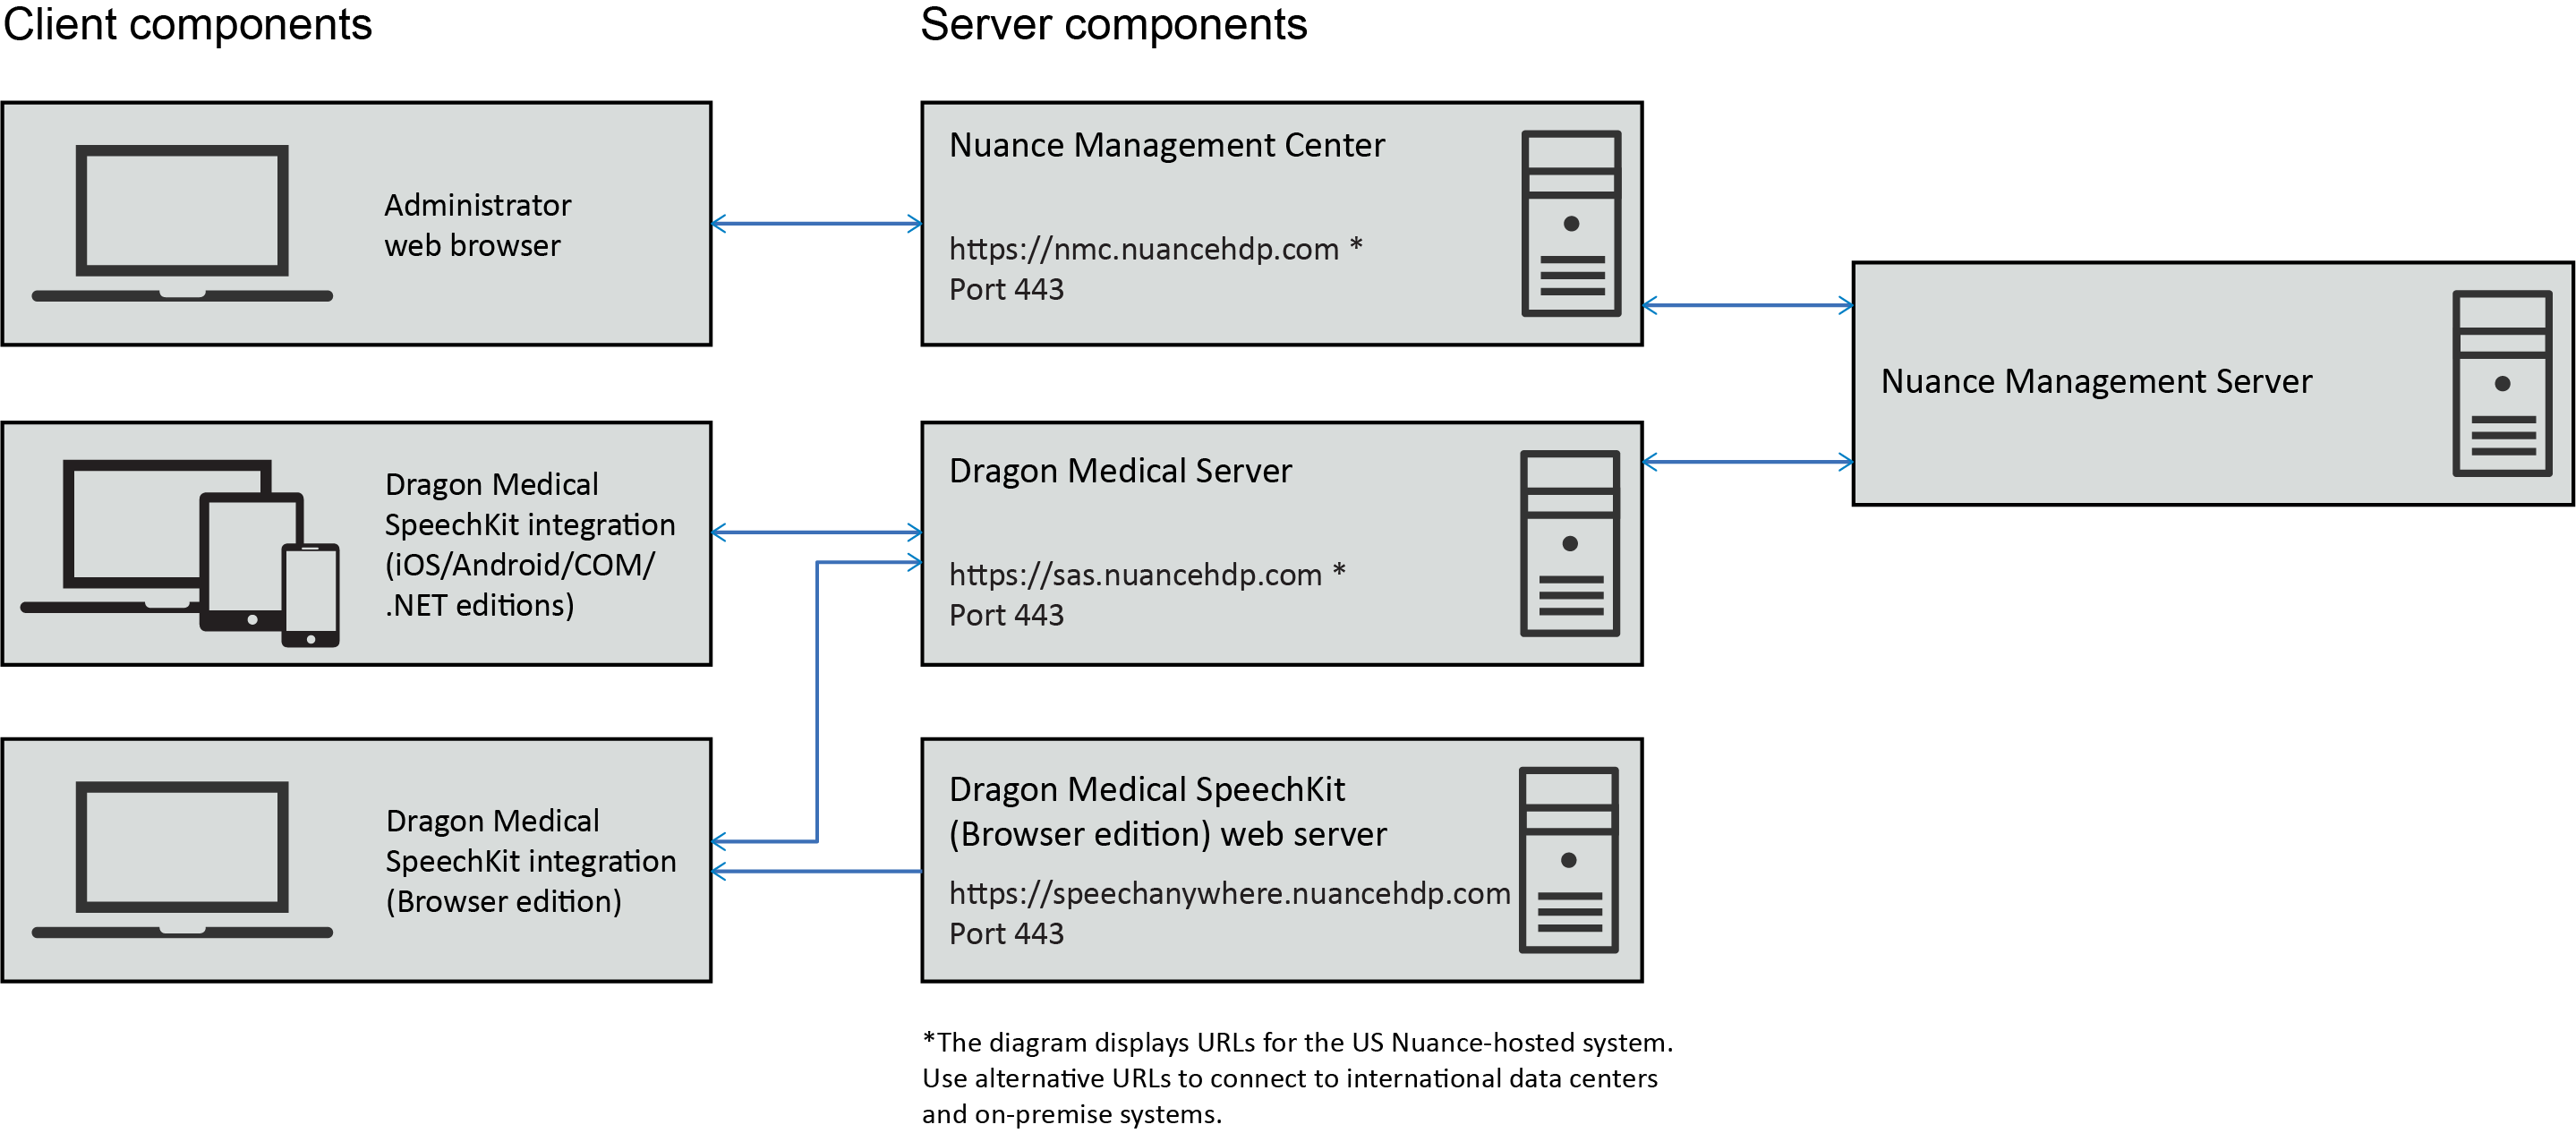 Client components
Server components
Administrator
web browser
Nuance Management Center
https://nmc.nuancehdp.com *
Port 443
Nuance Management Server
Dragon Medical
SpeechKit integration
(iOS/Android/COM/
.NET editions)
Dragon Medical Server
https://sas.nuancehdp.com *
Port 443
Dragon Medical
SpeechKit integration
(Browser edition)
Dragon Medical SpeechKit
(Browser edition) web server
https://speechanywhere.nuancehdp.com
Port 443
*The diagram displays URLs for the US Nuance-hosted system.
Use alternative URLs to connect to international data centers
and on-premise systems.